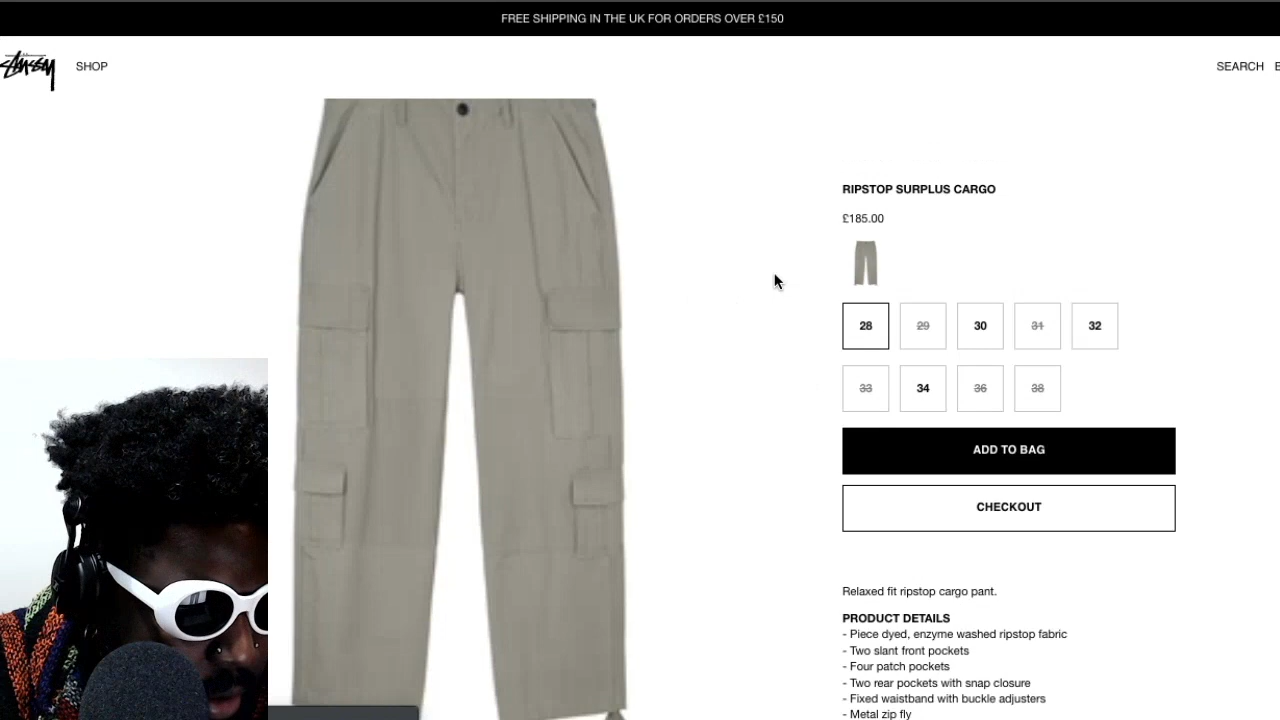 FREE SHIPPING IN THE UK FOR ORDERS OVER £150
Stüssy
SHOP
SEARCH
RIPSTOP SURPLUS CARGO
£185.00
28 29 30 31 32
33 34 36 38
ADD TO BAG
CHECKOUT
Relaxed fit ripstop cargo pant.
PRODUCT DETAILS
- Piece dyed, enzyme washed ripstop fabric
- Two slant front pockets
- Four patch pockets
- Two rear pockets with snap closure
- Fixed waistband with buckle adjusters
- Metal zip fly